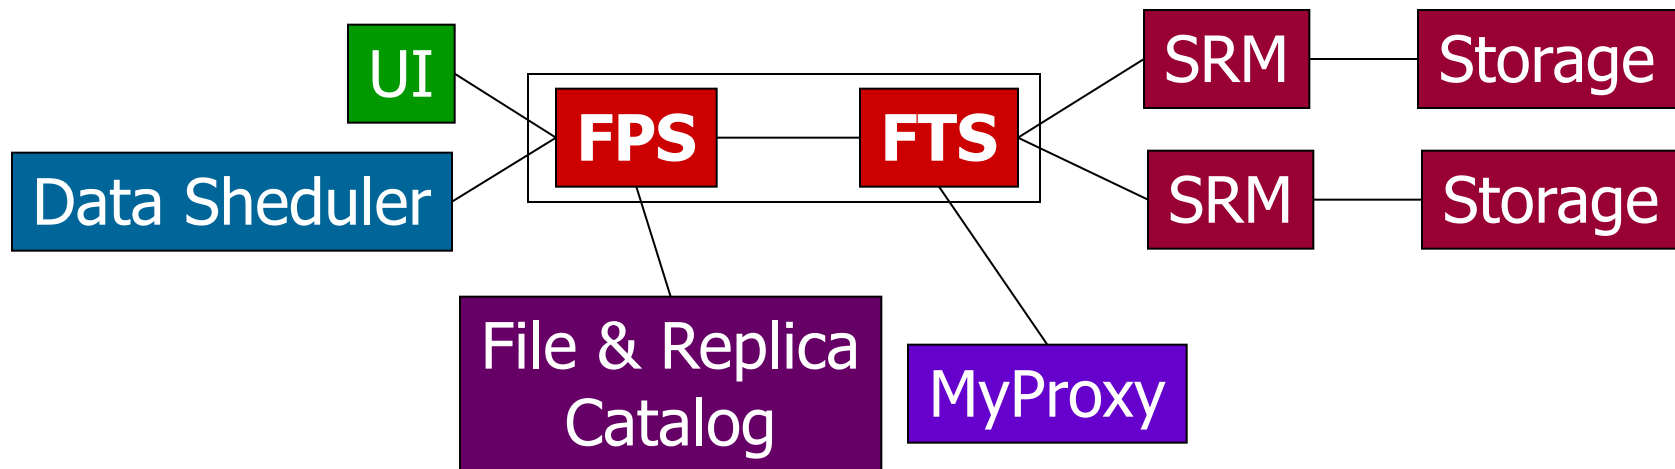 UI
Data Sheduler
FPS
FTS
SRM
Storage
SRM
Storage
File & Replica
Catalog
MyProxy